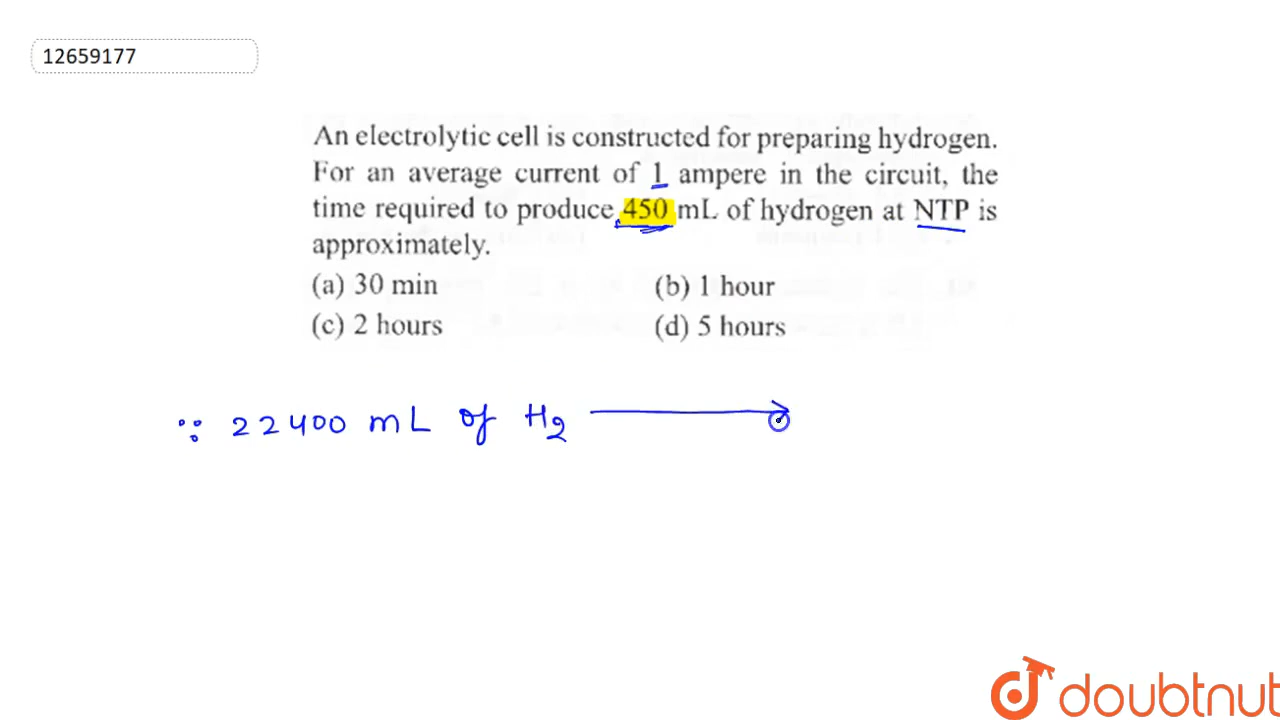 12659177
An electrolytic cell is constructed for preparing hydrogen.
For an average current of 1 ampere in the circuit, the
time required to produce 450 mL of hydrogen at NTP is
approximately.
(a) 30 min (b) 1 hour
(c) 2 hours (d) 5 hours
∵ 22400 mL of H₂ ⟶
doubtnut